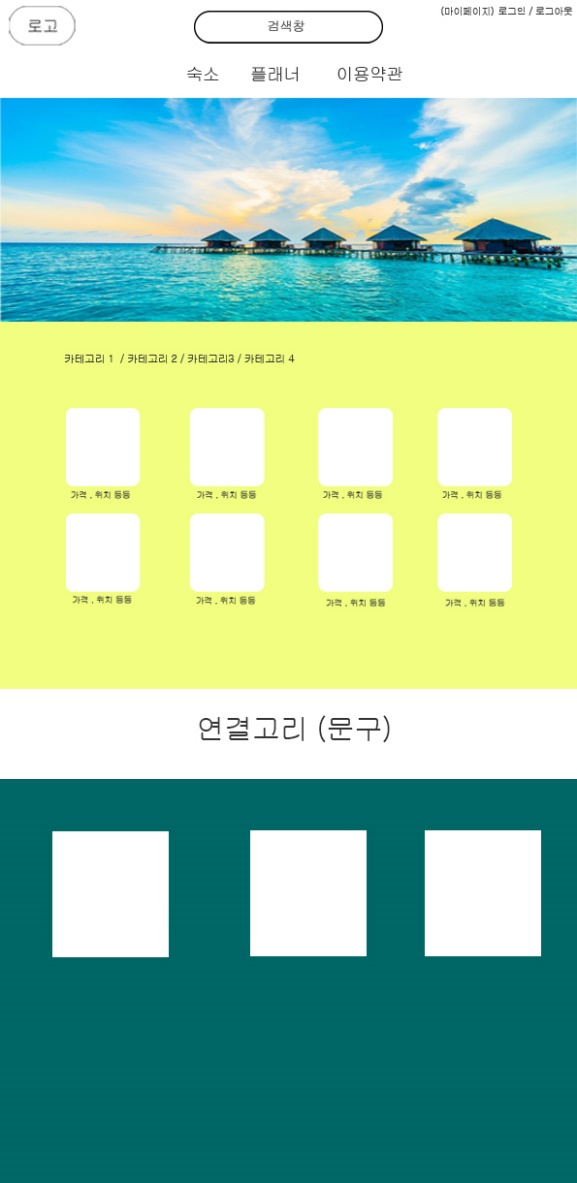 (마이페이지) 로그인 / 로그아웃
로고
검색창
숙소 플래너 이용약관
카테고리 1 / 카테고리 2 / 카테고리3 / 카테고리 4
가격 , 위치 등등 가격 , 위치 등등 가격 , 위치 등등 가격 , 위치 등등
가격 , 위치 등등 가격 , 위치 등등 가격 , 위치 등등 가격 , 위치 등등
연결고리 (문구)